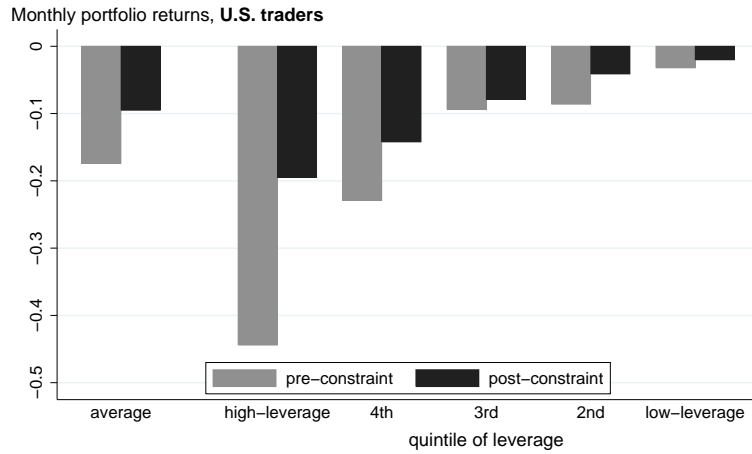 Monthly portfolio returns, U.S. traders
0
−0.1
−0.2
−0.3
−0.4
−0.5
pre−constraint
post−constraint
average
high−leverage
4th
3rd
2nd
low−leverage
quintile of leverage